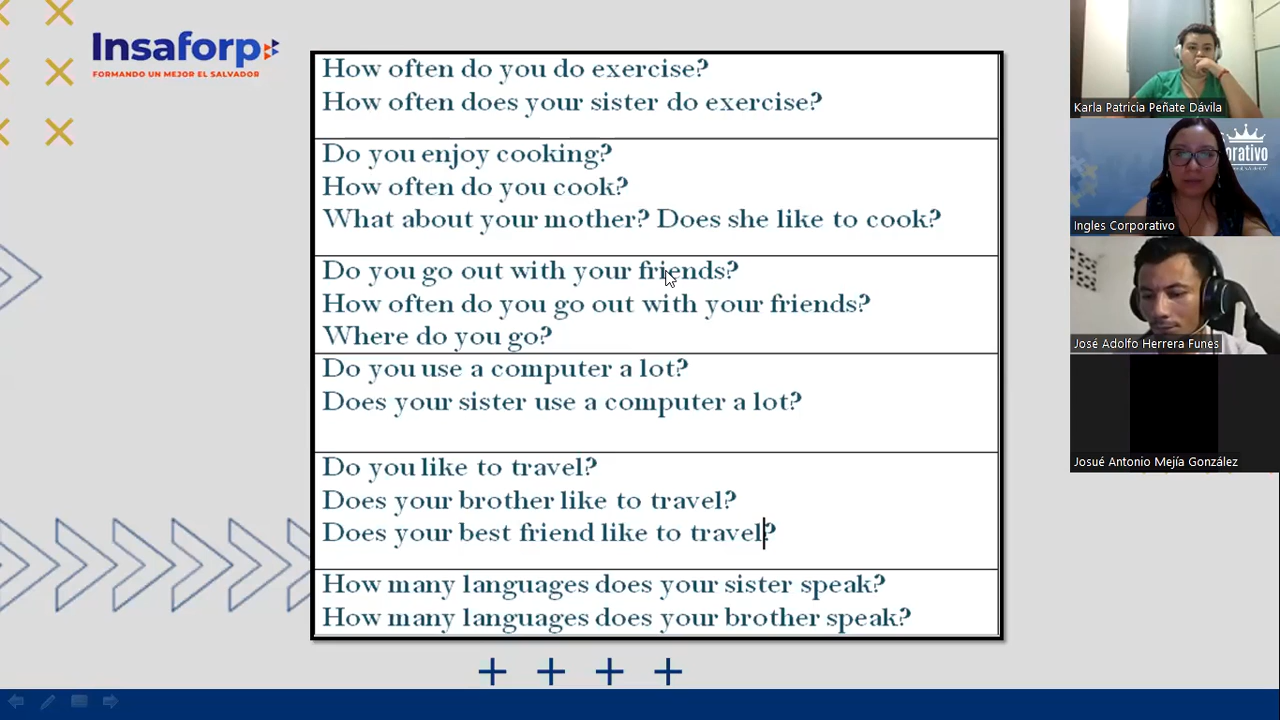 Insaforp
FORMANDO UN MEJOR EL SALVADOR
How often do you do exercise?
How often does your sister do exercise?
Do you enjoy cooking?
How often do you cook?
What about your mother? Does she like to cook?
Do you go out with your friends?
How often do you go out with your friends?
Where do you go?
Do you use a computer a lot?
Does your sister use a computer a lot?
Do you like to travel?
Does your brother like to travel?
Does your best friend like to travel?
How many languages does your sister speak?
How many languages does your brother speak?
Karla Patricia Peñate Dávila
orativo
Ingles Corporativo
José Adolfo Herrera Funes
Josué Antonio Mejía González